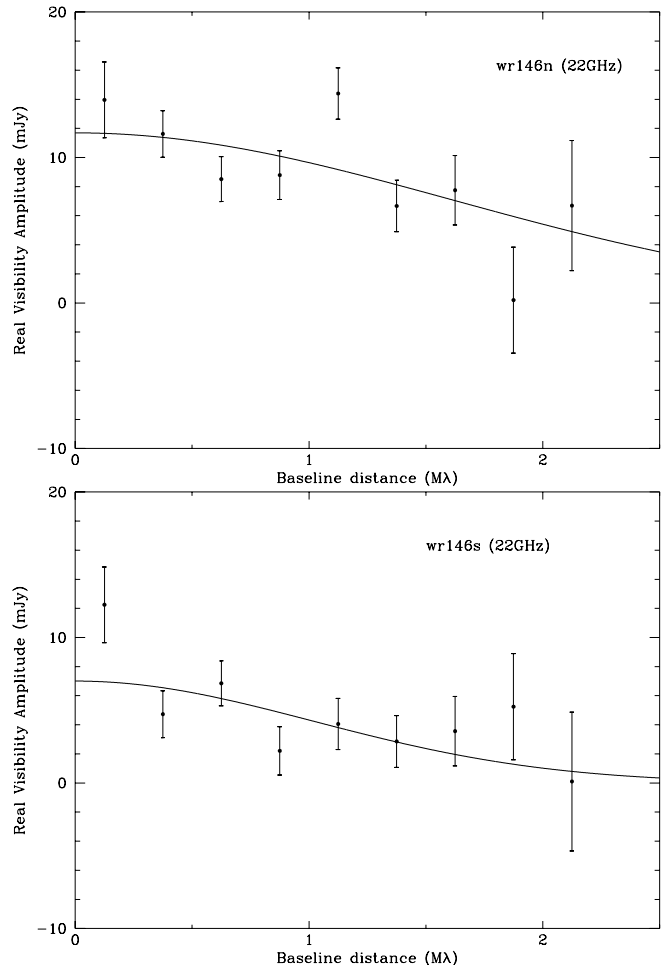 20
wr146n (22GHz)
10
0
−10
Real Visibility Amplitude (mJy)
0 1 2
Baseline distance (Mλ)
20
wr146s (22GHz)
10
0
−10
Real Visibility Amplitude (mJy)
0 1 2
Baseline distance (Mλ)